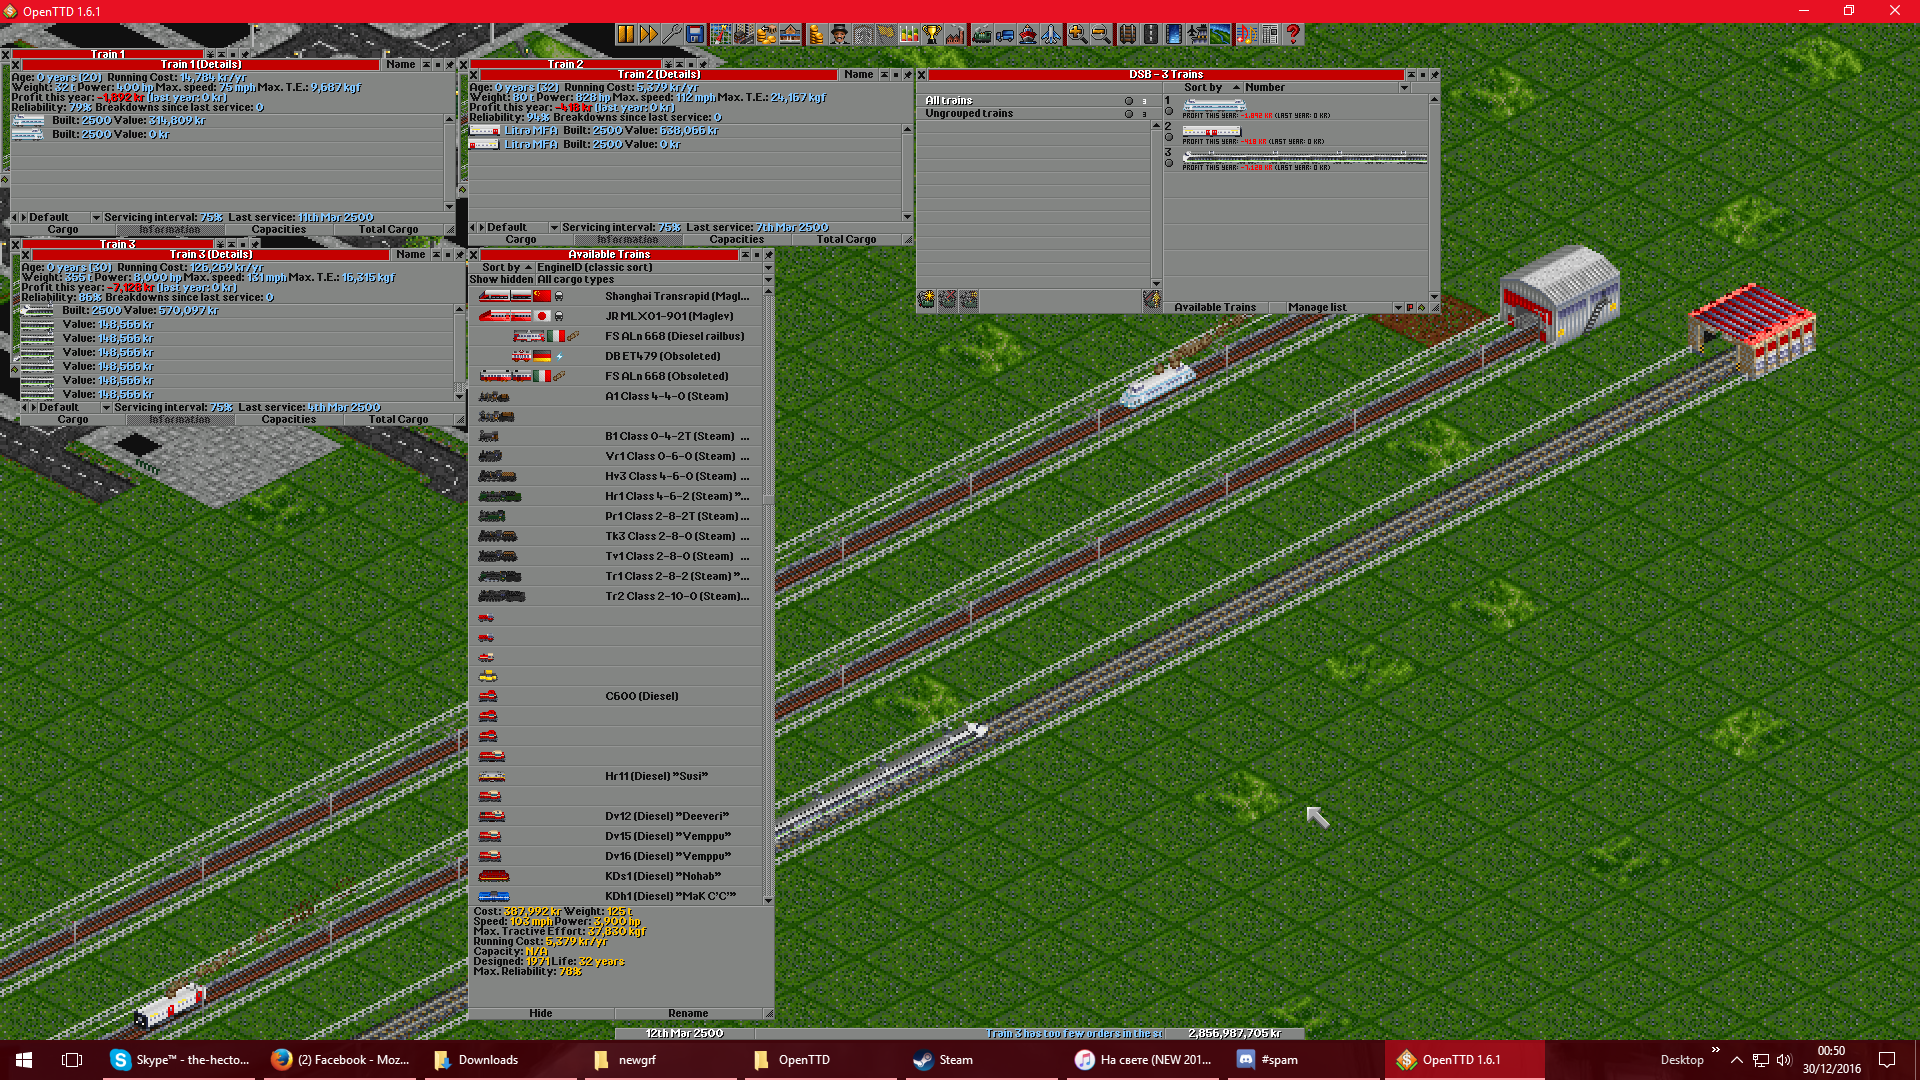 OpenTTD 1.6.1
Train 1
Train 1 (Details)
Name
Age: 0 years (20) Running Cost: 14,784 kr/yr
Weight: 32 t Power: 400 hp Max. speed: 75 mph Max. T.E.: 9,687 kgf
Profit this year: -1,892 kr (last year: 0 kr)
Reliability: 79% Breakdowns since last service: 0
Built: 2500 Value: 314,809 kr
Built: 2500 Value: 0 kr
Default
Servicing interval: 75% Last service: 11th Mar 2500
Cargo
Information
Capacities
Total Cargo
Train 2
Train 2 (Details)
Name
Age: 0 years (32) Running Cost: 5,379 kr/yr
Weight: 80 t Power: 828 hp Max. speed: 112 mph Max. T.E.: 24,167 kgf
Profit this year: -418 kr (last year: 0 kr)
Reliability: 94% Breakdowns since last service: 0
Litra MFA Built: 2500 Value: 638,066 kr
Litra MFA Built: 2500 Value: 0 kr
Default
Servicing interval: 75% Last service: 7th Mar 2500
Cargo
Information
Capacities
Total Cargo
Train 3
Train 3 (Details)
Name
Age: 0 years (30) Running Cost: 126,269 kr/yr
Weight: 355 t Power: 8,000 hp Max. speed: 131 mph Max. T.E.: 15,315 kgf
Profit this year: -7,128 kr (last year: 0 kr)
Reliability: 86% Breakdowns since last service: 0
Built: 2500 Value: 570,097 kr
Value: 148,566 kr
Value: 148,566 kr
Value: 148,566 kr
Value: 148,566 kr
Value: 148,566 kr
Value: 148,566 kr
Default
Servicing interval: 75% Last service: 4th Mar 2500
Cargo
Information
Capacities
Total Cargo
DSB - 3 Trains
All trains 3
Ungrouped trains 3
Sort by
Number
1
PROFIT THIS YEAR: -1,892 KR (LAST YEAR: 0 KR)
2
PROFIT THIS YEAR: -418 KR (LAST YEAR: 0 KR)
3
PROFIT THIS YEAR: -7,128 KR (LAST YEAR: 0 KR)
Available Trains
Manage list
Available Trains
Sort by
EngineID (classic sort)
Show hidden
All cargo types
Shanghai Transrapid (Magl...
JR MLX01-901 (Maglev)
FS ALn 668 (Diesel railbus)
DB ET479 (Obsoleted)
FS ALn 668 (Obsoleted)
A1 Class 4-4-0 (Steam)
B1 Class 0-4-2T (Steam) ...
Vr1 Class 0-6-0 (Steam) ...
Hv3 Class 4-6-0 (Steam) ...
Hr1 Class 4-6-2 (Steam) "...
Pr1 Class 2-8-2T (Steam) ...
Tk3 Class 2-8-0 (Steam) ...
Tv1 Class 2-8-0 (Steam) ...
Tr1 Class 2-8-2 (Steam) "...
Tr2 Class 2-10-0 (Steam)...
C600 (Diesel)
Hr11 (Diesel) "Susi"
Dv12 (Diesel) "Deeveri"
Dv15 (Diesel) "Vemppu"
Dv16 (Diesel) "Vemppu"
KDs1 (Diesel) "Nohab"
KDh1 (Diesel) "MaK C'C'"
Cost: 387,992 kr Weight: 125 t
Speed: 103 mph Power: 3,900 hp
Max. Tractive Effort: 37,830 kgf
Running Cost: 5,379 kr/yr
Capacity: N/A
Designed: 1971 Life: 32 years
Max. Reliability: 78%
Hide
Rename
12th Mar 2500
Train 3 has too few orders in the s
2,856,987,705 kr
Skype™ - the-hecto...
(2) Facebook - Moz...
Downloads
newgrf
OpenTTD
Steam
На свете (NEW 201...
#spam
OpenTTD 1.6.1
Desktop
00:50
30/12/2016